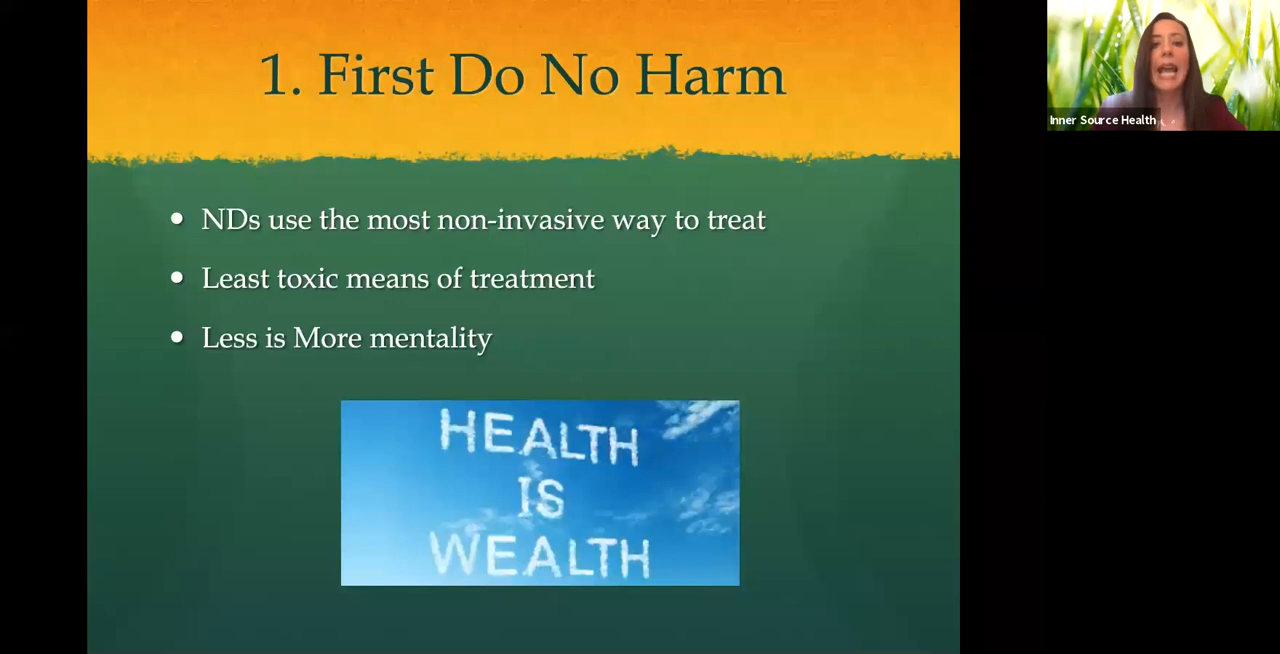 1. First Do No Harm
• NDs use the most non-invasive way to treat
• Least toxic means of treatment
• Less is More mentality
HEALTH
IS
WEALTH
Inner Source Health